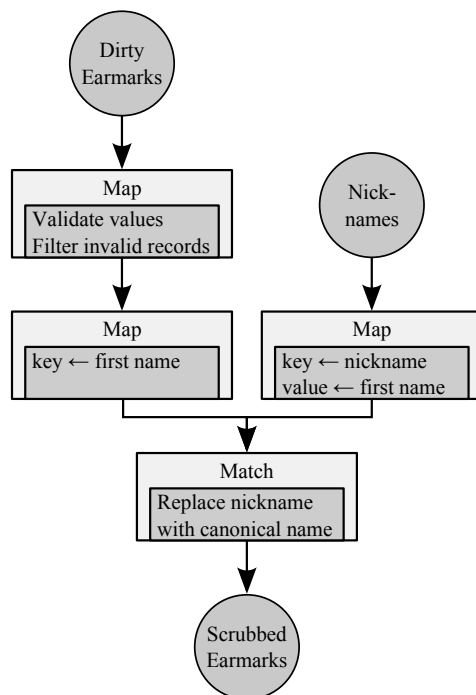 Dirty
Earmarks
Map
Validate values
Filter invalid records
Nick-
names
Map
key ← first name
Map
key ← nickname
value ← first name
Match
Replace nickname
with canonical name
Scrubbed
Earmarks